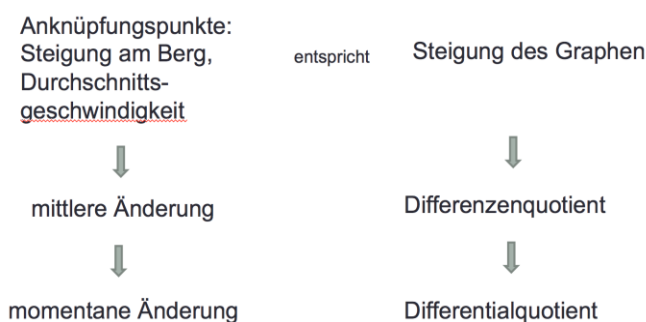 Anknüpfungspunkte:
Steigung am Berg,
Durchschnitts-
geschwindigkeit
entspricht
Steigung des Graphen
mittlere Änderung
Differenzenquotient
momentane Änderung
Differentialquotient